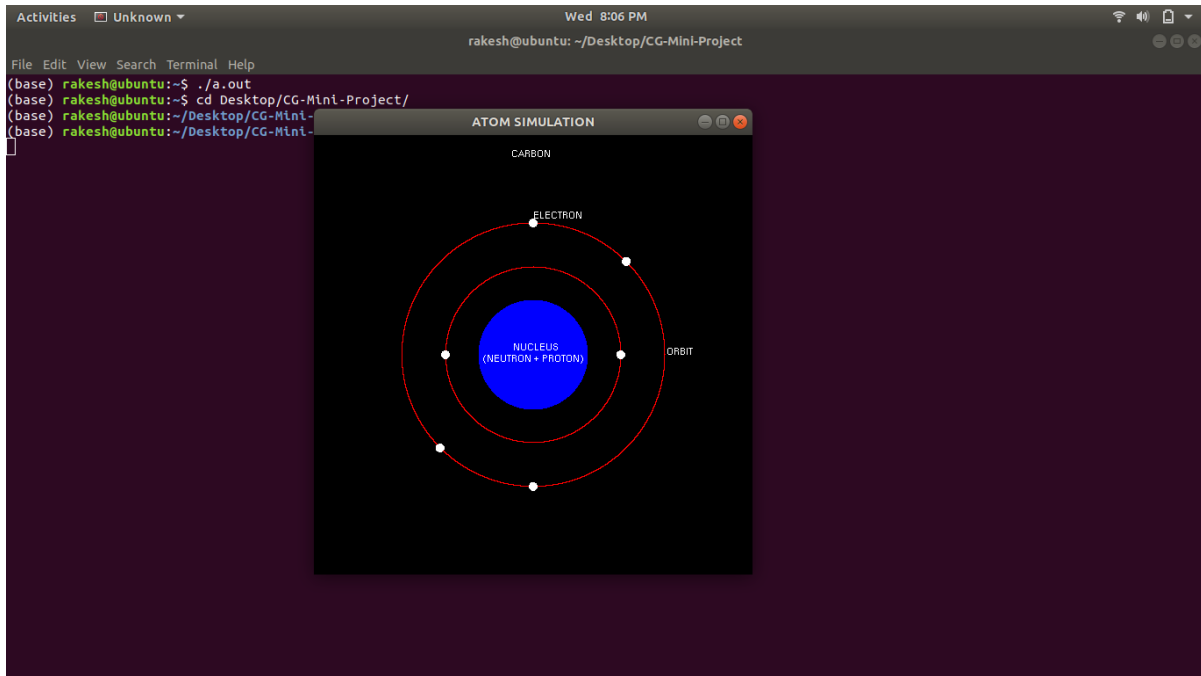 Activities Unknown Wed 8:06 PM
rakesh@ubuntu: ~/Desktop/CG-Mini-Project
File Edit View Search Terminal Help
(base) rakesh@ubuntu:~$ ./a.out
(base) rakesh@ubuntu:~$ cd Desktop/CG-Mini-Project/
(base) rakesh@ubuntu:~/Desktop/CG-Mini-
(base) rakesh@ubuntu:~/Desktop/CG-Mini-
ATOM SIMULATION
CARBON
ELECTRON
NUCLEUS
(NEUTRON + PROTON)
ORBIT